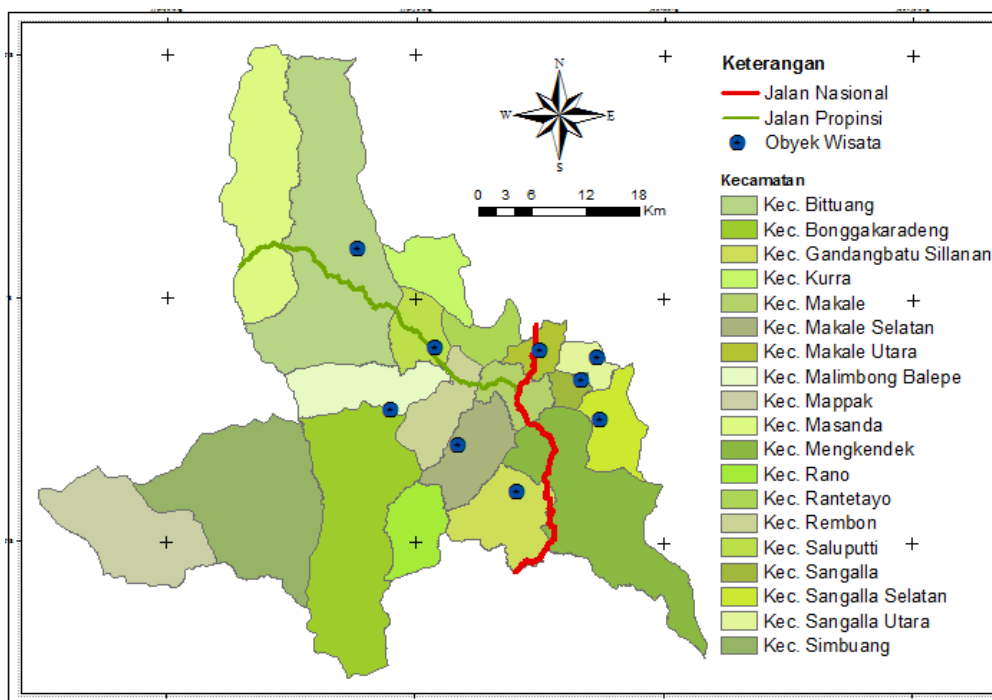 Keterangan
Jalan Nasional
Jalan Propinsi
Obyek Wisata
N
W E
S
0 3 6 12 18
Km
Kecamatan
Kec. Bittuang
Kec. Bonggakaradeng
Kec. Gandangbatu Sillanan
Kec. Kurra
Kec. Makale
Kec. Makale Selatan
Kec. Makale Utara
Kec. Malimbong Balepe
Kec. Mappak
Kec. Masanda
Kec. Mengkendek
Kec. Rano
Kec. Rantetayo
Kec. Rembon
Kec. Saluputti
Kec. Sangalla
Kec. Sangalla Selatan
Kec. Sangalla Utara
Kec. Simbuang